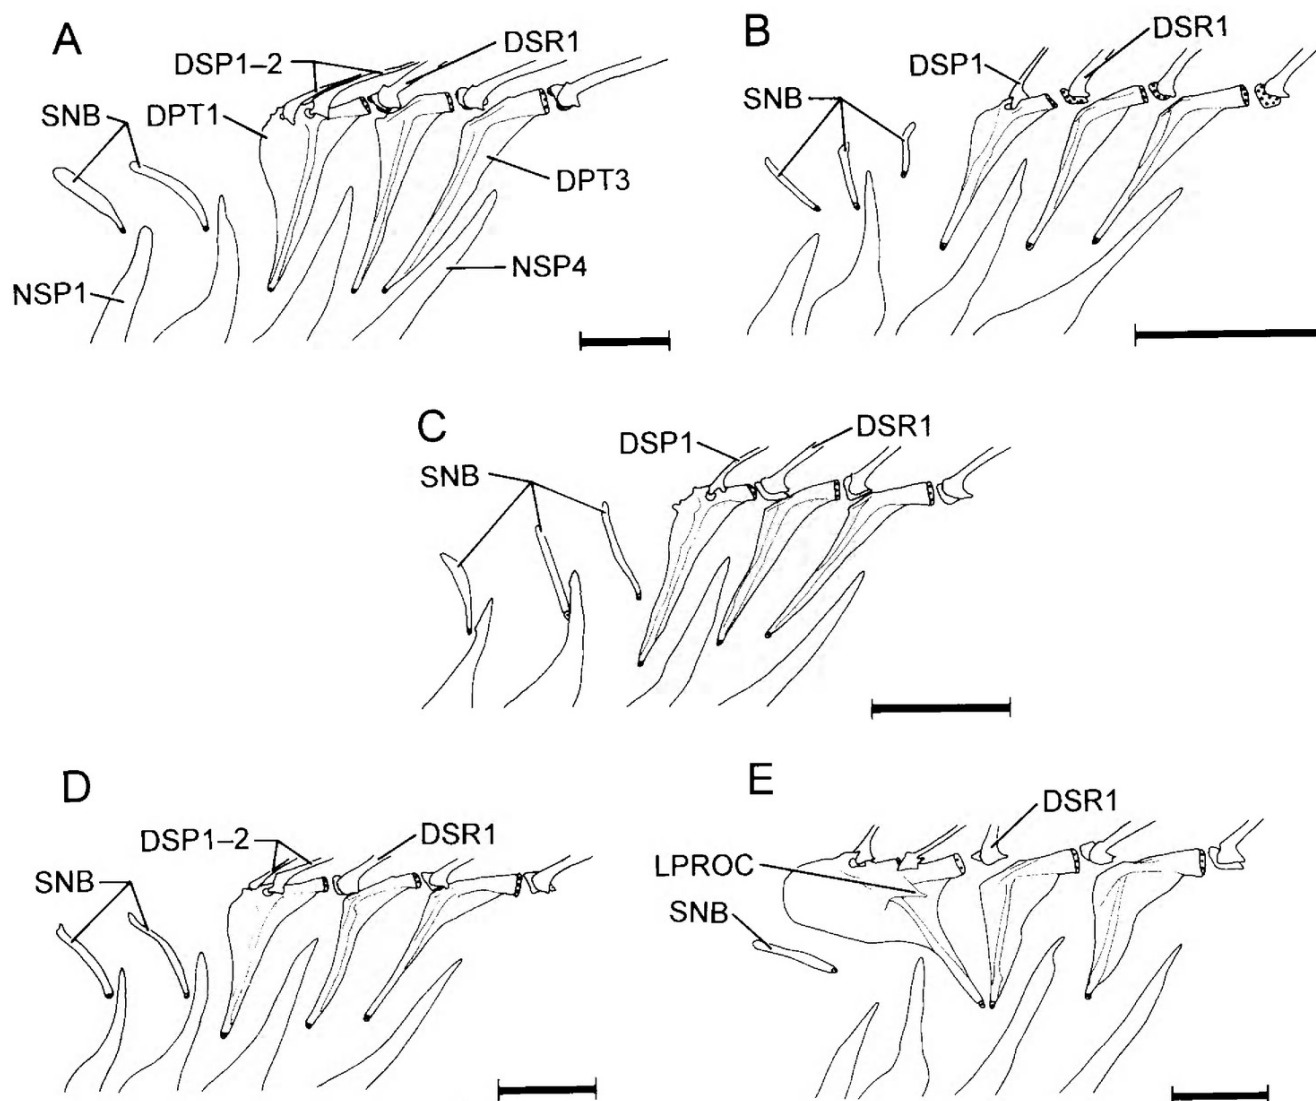 A
DSP1–2
DSR1
SNB
DPT1
DPT3
NSP1
NSP4
B
DSR1
DSP1
SNB
C
DSR1
DSP1
SNB
D
DSP1–2
DSR1
SNB
E
DSR1
LPROC
SNB